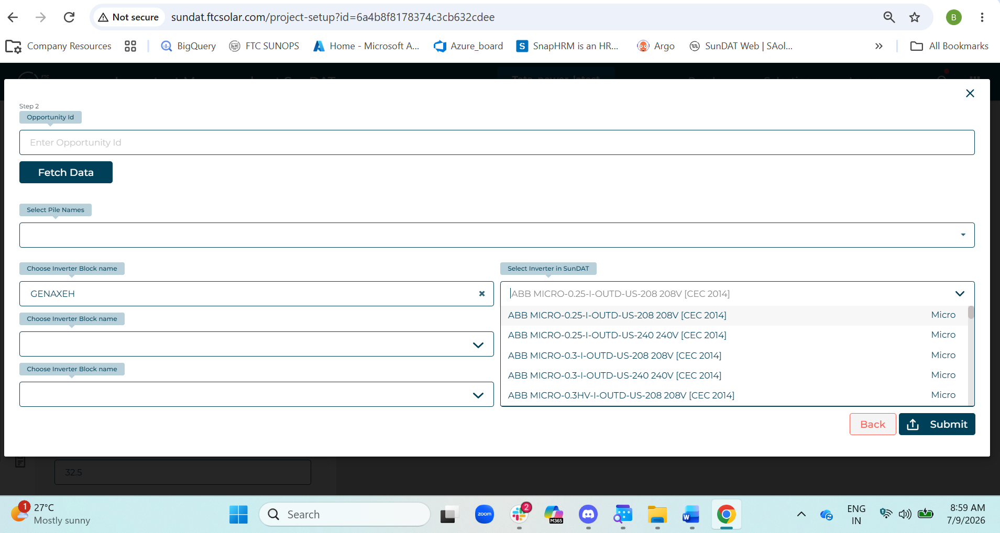 Not secure
sundat.ftcsolar.com/project-setup?id=6a4b8f8178374c3cb632cdee
B
Company Resources
BigQuery
FTC SUNOPS
Home - Microsoft A...
Azure_board
S
SnapHRM is an HR...
Argo
SunDAT Web | SAol...
»
All Bookmarks
FTC
Step 2
Opportunity Id
Enter Opportunity Id
Fetch Data
Select Pile Names
Choose Inverter Block name
Select Inverter in SunDAT
GENAXEH
ABB MICRO-0.25-I-OUTD-US-208 208V [CEC 2014]
ABB MICRO-0.25-I-OUTD-US-208 208V [CEC 2014] Micro
Choose Inverter Block name
ABB MICRO-0.25-I-OUTD-US-240 240V [CEC 2014] Micro
ABB MICRO-0.3-I-OUTD-US-208 208V [CEC 2014] Micro
Choose Inverter Block name
ABB MICRO-0.3-I-OUTD-US-240 240V [CEC 2014] Micro
ABB MICRO-0.3HV-I-OUTD-US-208 208V [CEC 2014] Micro
Back
Submit
32.5
1
27°C
Mostly sunny
Search
zoom
2
M365
W
ENG
IN
8:59 AM
7/9/2026